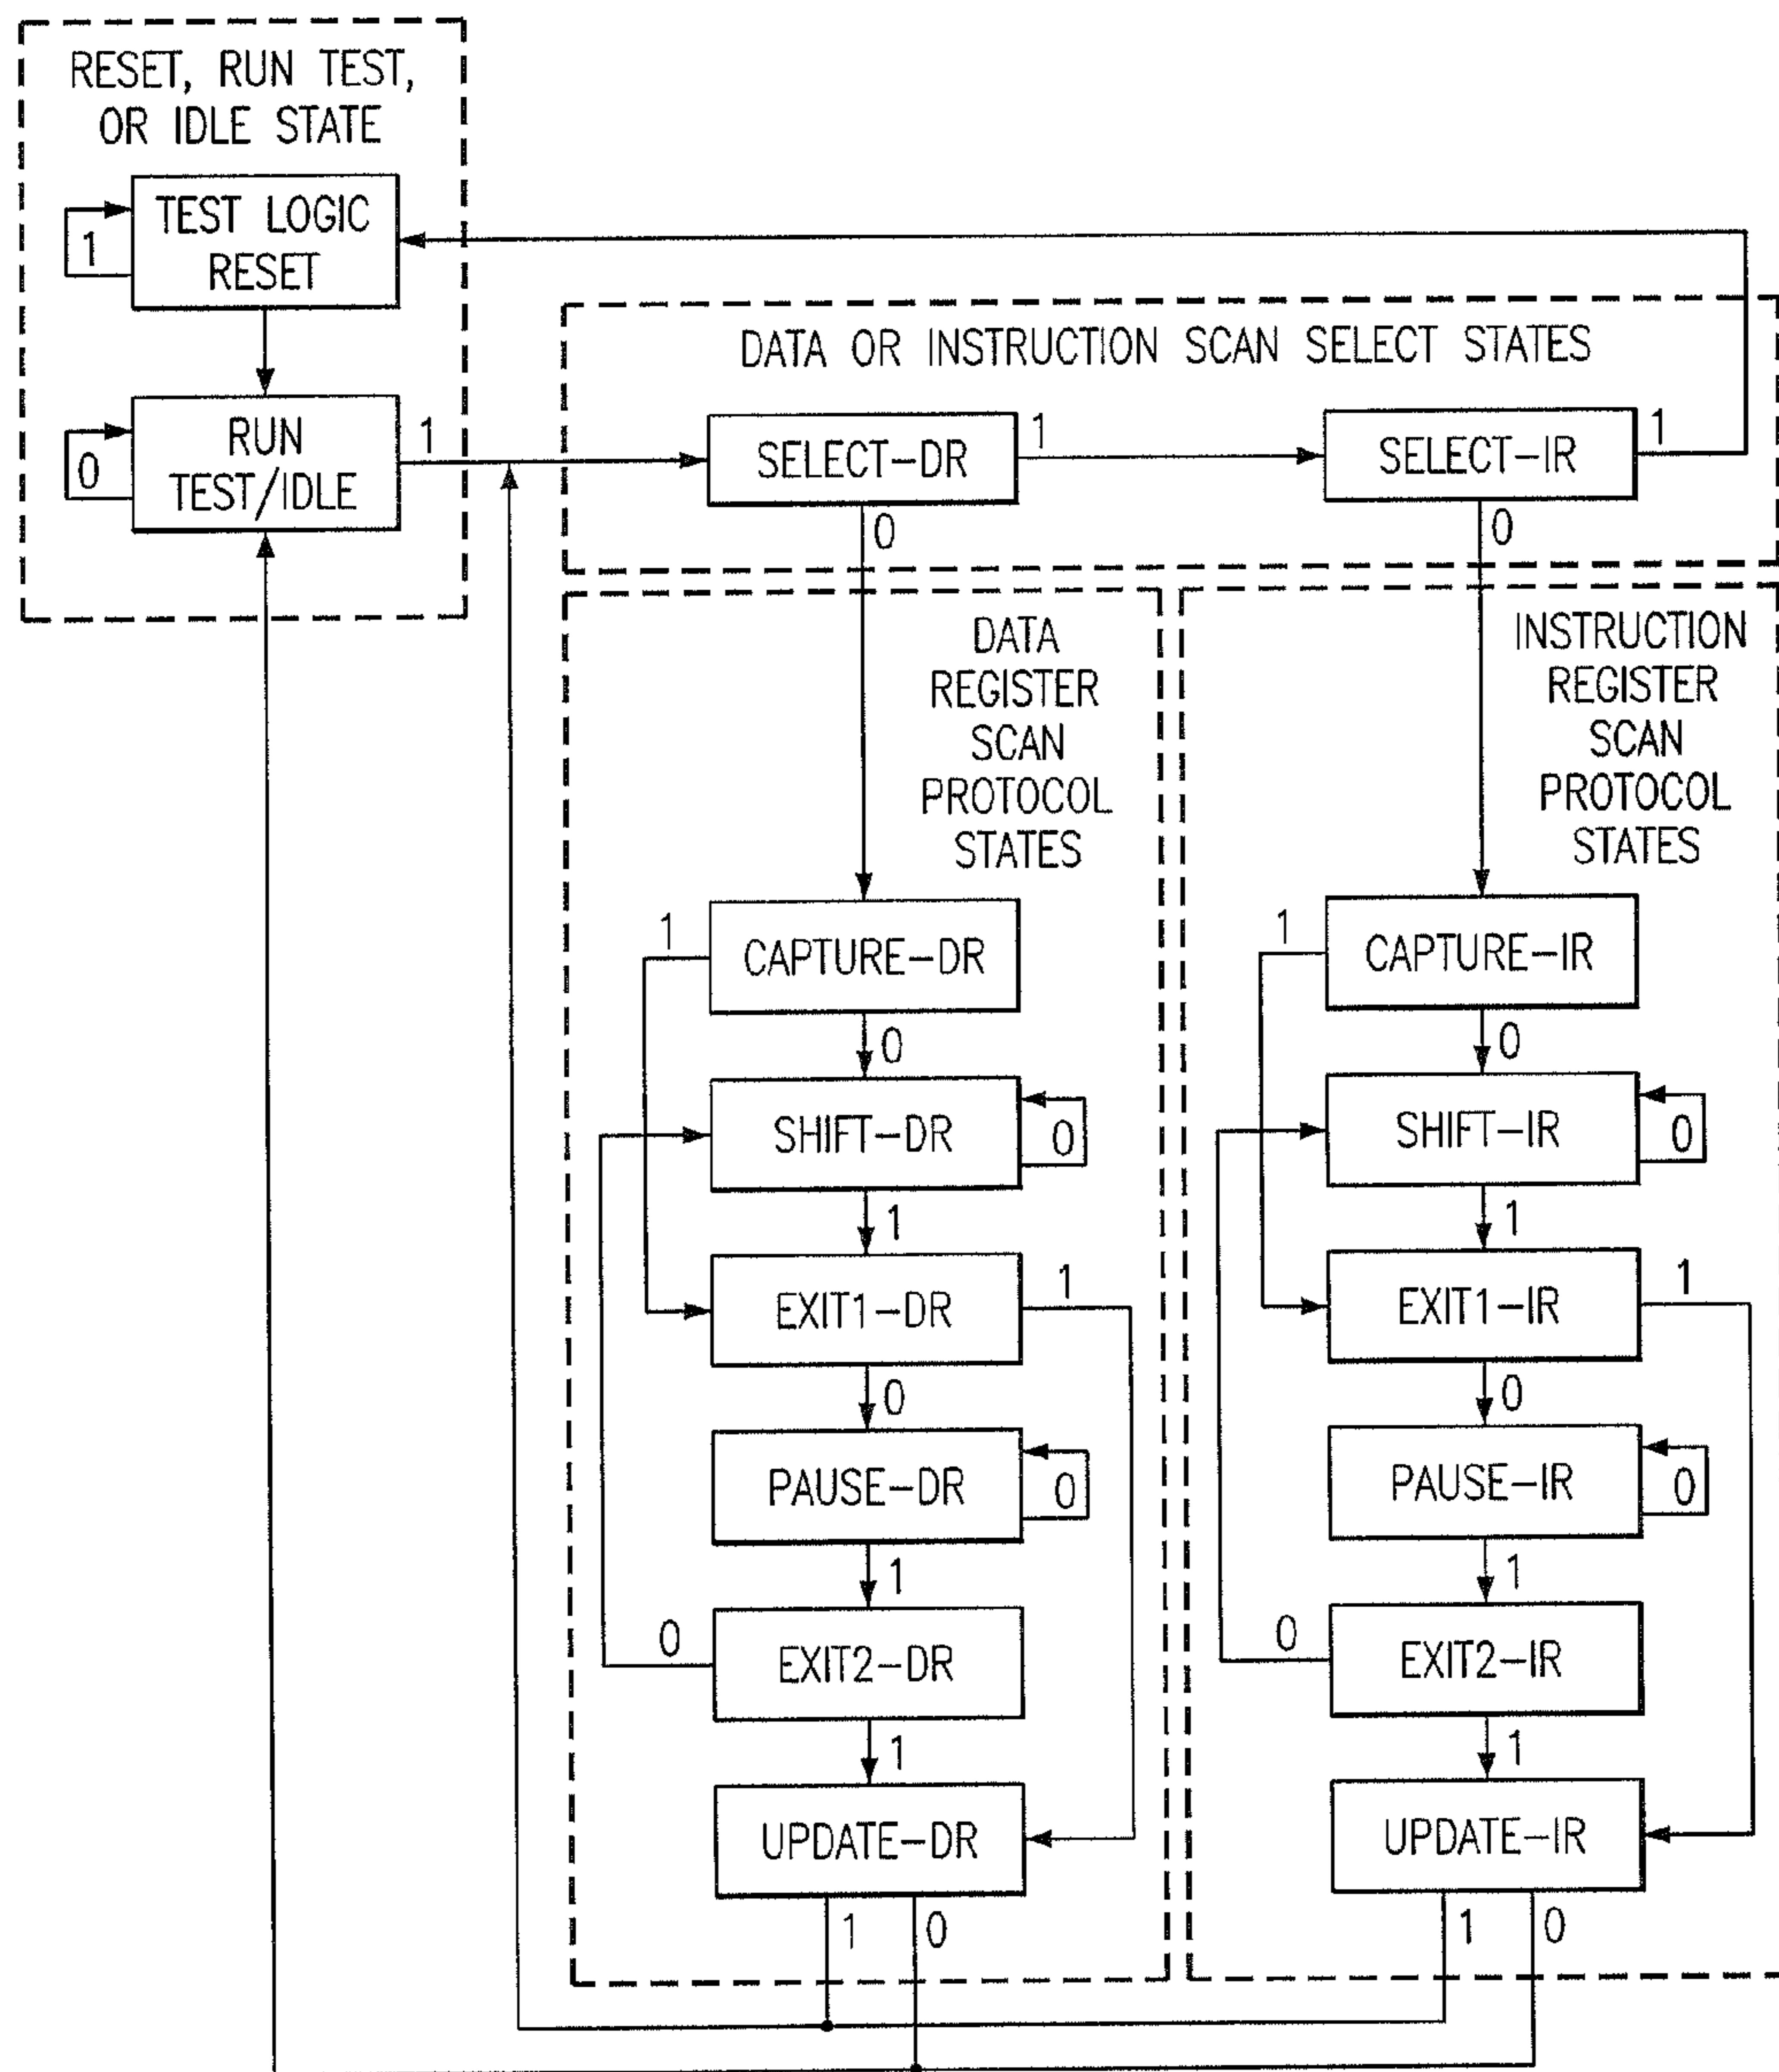 RESET, RUN TEST,
OR IDLE STATE
TEST LOGIC
RESET
1
RUN
TEST/IDLE
0
1
DATA OR INSTRUCTION SCAN SELECT STATES
SELECT-DR
1
SELECT-IR
1
0
0
DATA
REGISTER
SCAN
PROTOCOL
STATES
CAPTURE-DR
1
0
SHIFT-DR
0
1
EXIT1-DR
1
0
PAUSE-DR
0
1
EXIT2-DR
0
1
UPDATE-DR
1
0
INSTRUCTION
REGISTER
SCAN
PROTOCOL
STATES
CAPTURE-IR
1
0
SHIFT-IR
0
1
EXIT1-IR
1
0
PAUSE-IR
0
1
EXIT2-IR
0
1
UPDATE-IR
1
0